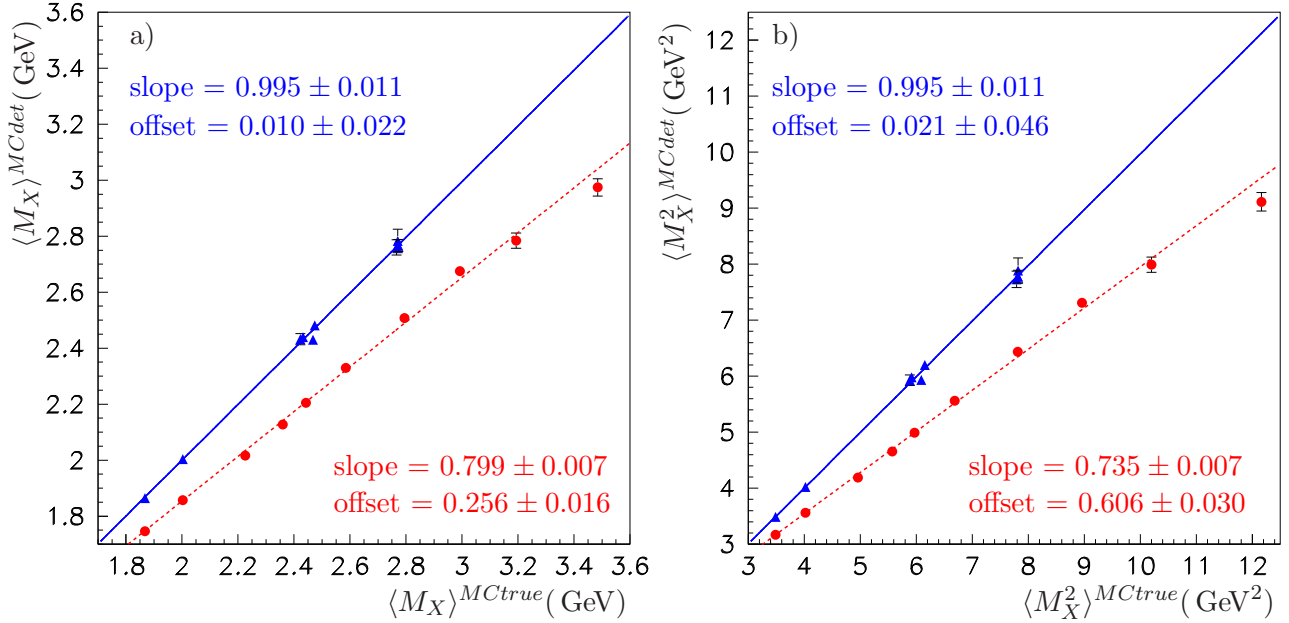 a)
slope = 0.995 ± 0.011
offset = 0.010 ± 0.022
slope = 0.799 ± 0.007
offset = 0.256 ± 0.016
⟨M_X⟩^{MCdet}(GeV)
3.6
3.4
3.2
3
2.8
2.6
2.4
2.2
2
1.8
1.8 2 2.2 2.4 2.6 2.8 3 3.2 3.4 3.6
⟨M_X⟩^{MCtrue}(GeV)
b)
slope = 0.995 ± 0.011
offset = 0.021 ± 0.046
slope = 0.735 ± 0.007
offset = 0.606 ± 0.030
⟨M_X^2⟩^{MCdet}(GeV^2)
12
11
10
9
8
7
6
5
4
3
3 4 5 6 7 8 9 10 11 12
⟨M_X^2⟩^{MCtrue}(GeV^2)